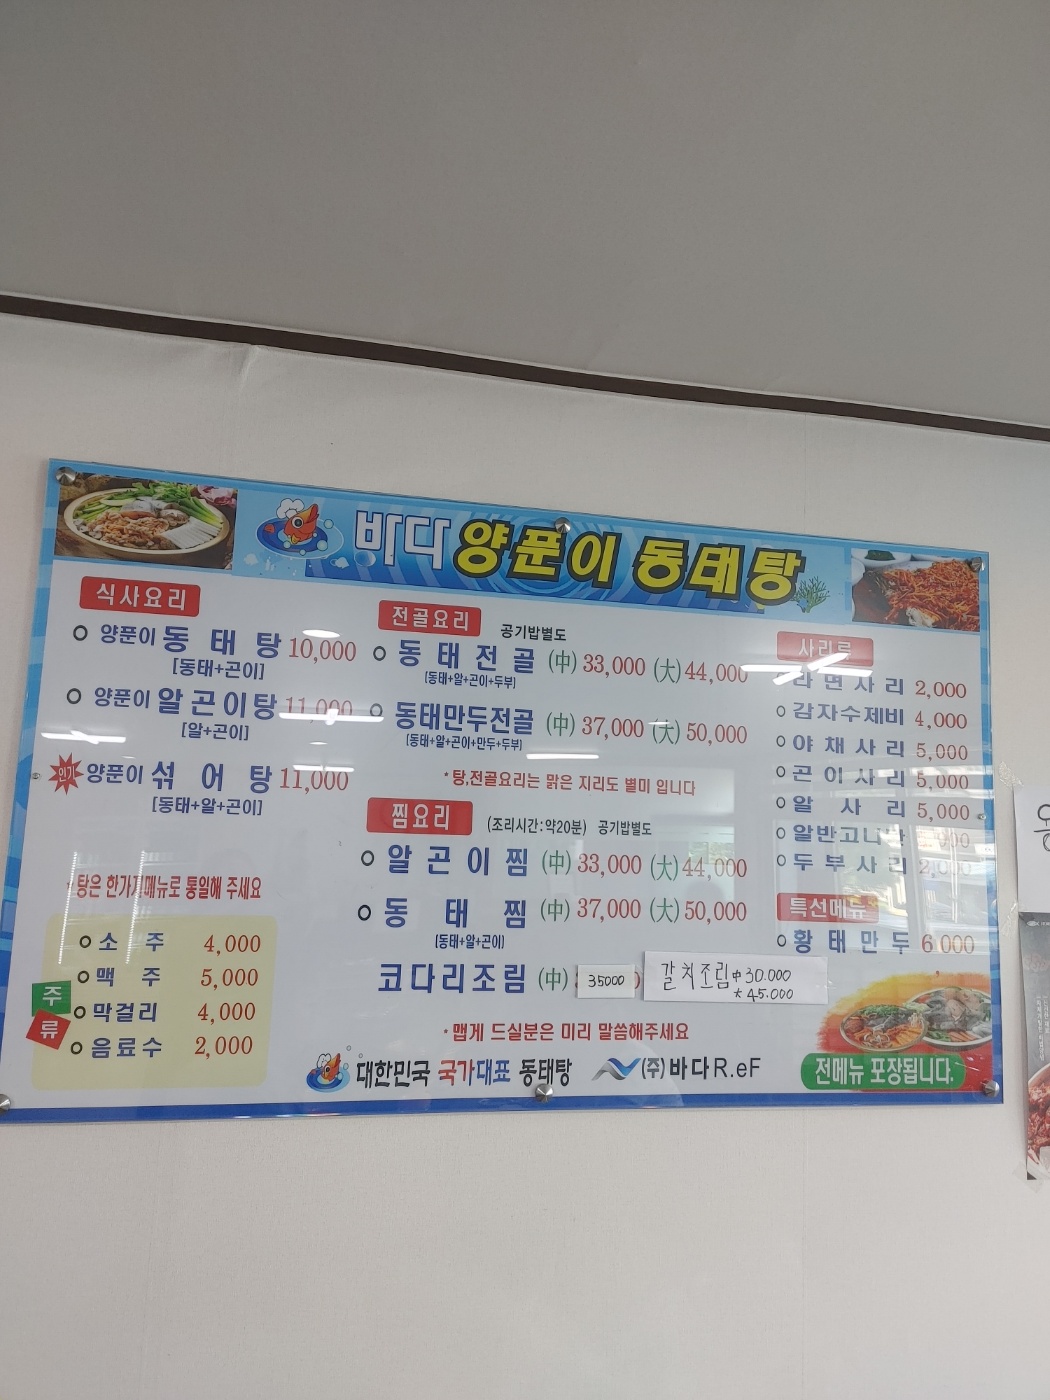 바다 양푼이 동태탕
식사요리
양푼이 동태탕 10,000
[동태+곤이]
양푼이 알곤이탕 11,000
[알+곤이]
인기 양푼이 섞어탕 11,000
[동태+알+곤이]
*탕은 한가지메뉴로 통일해 주세요
주류
소주 4,000
맥주 5,000
막걸리 4,000
음료수 2,000
전골요리 공기밥별도
동태전골 (中) 33,000 (大) 44,000
(동태+알+곤이+두부)
동태만두전골 (中) 37,000 (大) 50,000
(동태+알+곤이+만두+두부)
*탕,전골요리는 맑은 지리도 별미 입니다
찜요리 (조리시간:약20분) 공기밥별도
알곤이찜 (中) 33,000 (大) 44,000
동태찜 (中) 37,000 (大) 50,000
[동태+알+곤이]
코다리조림 (中) 35000
갈치조림 中 30.000
45.000
*맵게 드실분은 미리 말씀해주세요
대한민국 국가대표 동태탕 (주)바다R.eF
사리류
라면사리 2,000
감자수제비 4,000
야채사리 5,000
곤이사리 5,000
알사리 5,000
알반고니반
두부사리 2,000
특선메뉴
황태만두 6,000
전메뉴 포장됩니다.